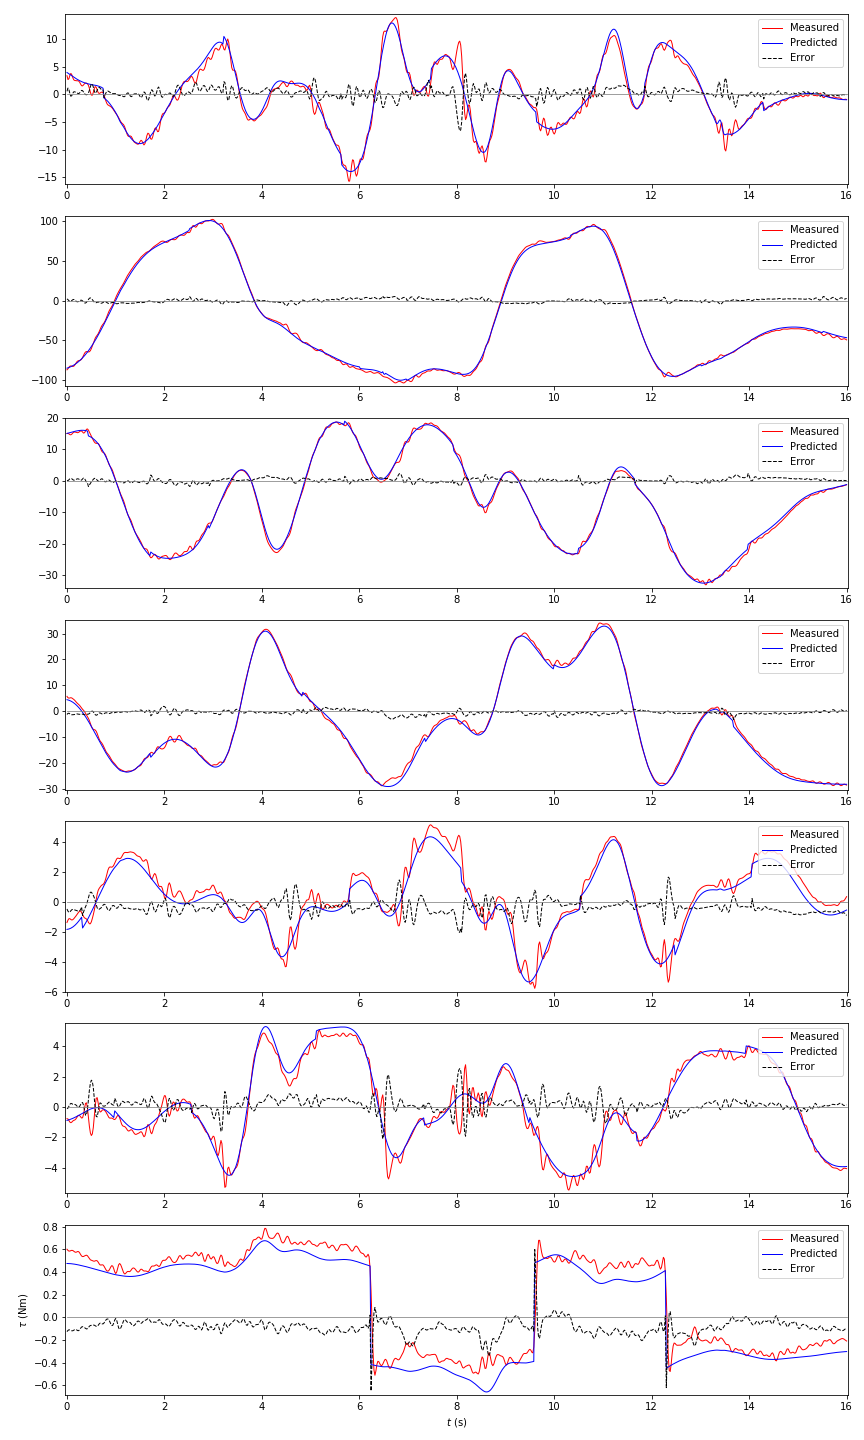 10
5
0
−5
−10
−15
Measured
Predicted
Error
0 2 4 6 8 10 12 14 16
100
50
0
−50
−100
Measured
Predicted
Error
0 2 4 6 8 10 12 14 16
20
10
0
−10
−20
−30
Measured
Predicted
Error
0 2 4 6 8 10 12 14 16
30
20
10
0
−10
−20
−30
Measured
Predicted
Error
0 2 4 6 8 10 12 14 16
4
2
0
−2
−4
−6
Measured
Predicted
Error
0 2 4 6 8 10 12 14 16
4
2
0
−2
−4
Measured
Predicted
Error
0 2 4 6 8 10 12 14 16
τ (Nm)
0.8
0.6
0.4
0.2
0.0
−0.2
−0.4
−0.6
Measured
Predicted
Error
0 2 4 6 8 10 12 14 16
t (s)